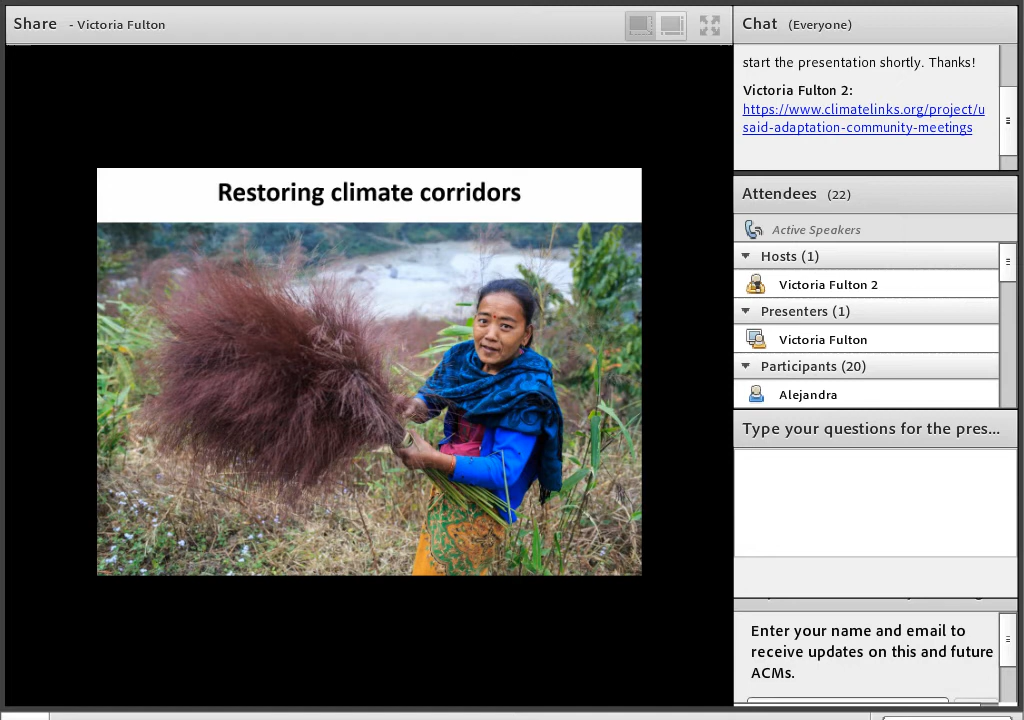 Share - Victoria Fulton
Restoring climate corridors
Chat (Everyone)
start the presentation shortly. Thanks!
Victoria Fulton 2:
https://www.climatelinks.org/project/u
said-adaptation-community-meetings
Attendees (22)
Active Speakers
Hosts (1)
Victoria Fulton 2
Presenters (1)
Victoria Fulton
Participants (20)
Alejandra
Type your questions for the pres...
Enter your name and email to
receive updates on this and future
ACMs.